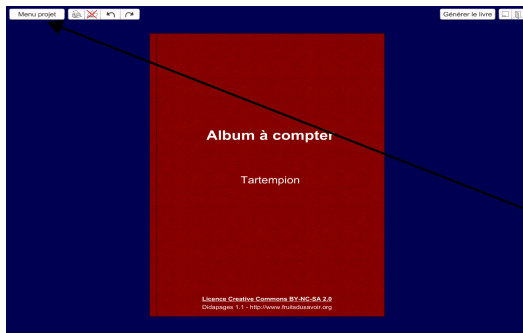 Menu projet
Générer le livre
Album à compter
Tartempion
Licence Creative Commons BY-NC-SA 2.0
Didapages 1.1 - http://www.fruitsdusavoir.org